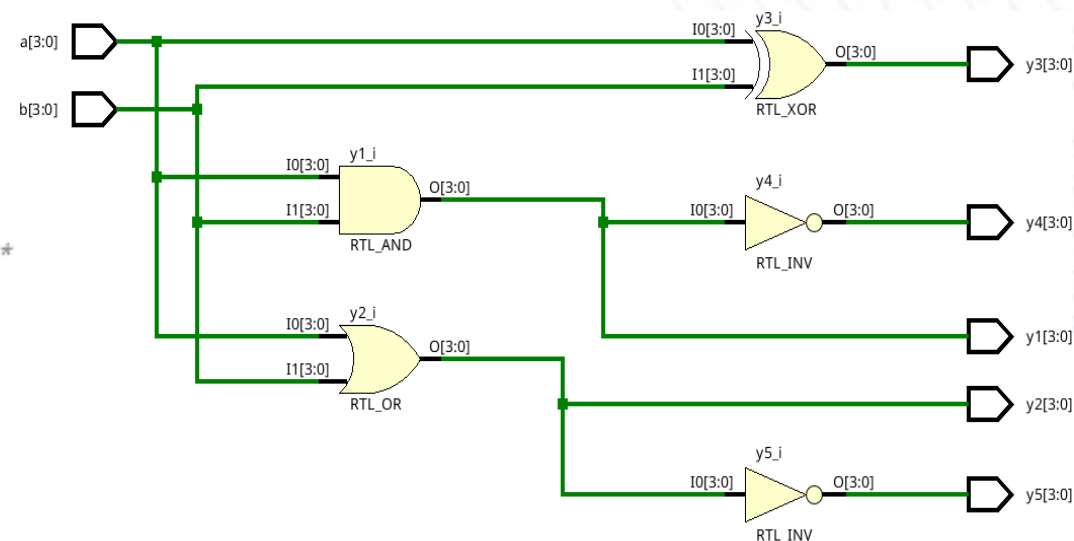 y3_i
a[3:0]
I0[3:0]
O[3:0]
y3[3:0]
I1[3:0]
b[3:0]
RTL_XOR
y1_i
I0[3:0]
O[3:0]
I1[3:0]
RTL_AND
y4_i
I0[3:0]
O[3:0]
y4[3:0]
RTL_INV
*
y2_i
I0[3:0]
O[3:0]
I1[3:0]
RTL_OR
y1[3:0]
y2[3:0]
y5_i
I0[3:0]
O[3:0]
y5[3:0]
RTL_INV